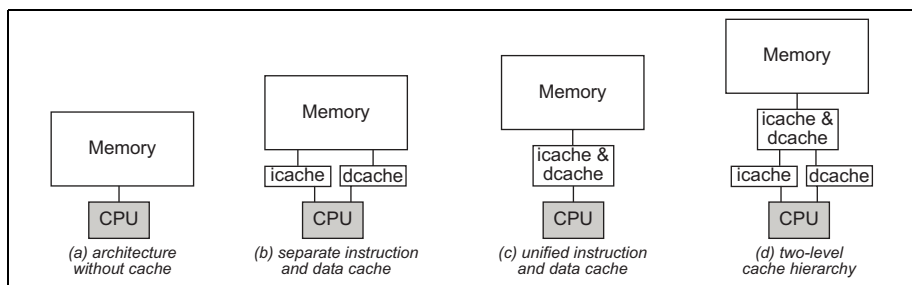 Memory
CPU
(a) architecture
without cache
Memory
icache
dcache
CPU
(b) separate instruction
and data cache
Memory
icache &
dcache
CPU
(c) unified instruction
and data cache
Memory
icache &
dcache
icache
dcache
CPU
(d) two-level
cache hierarchy